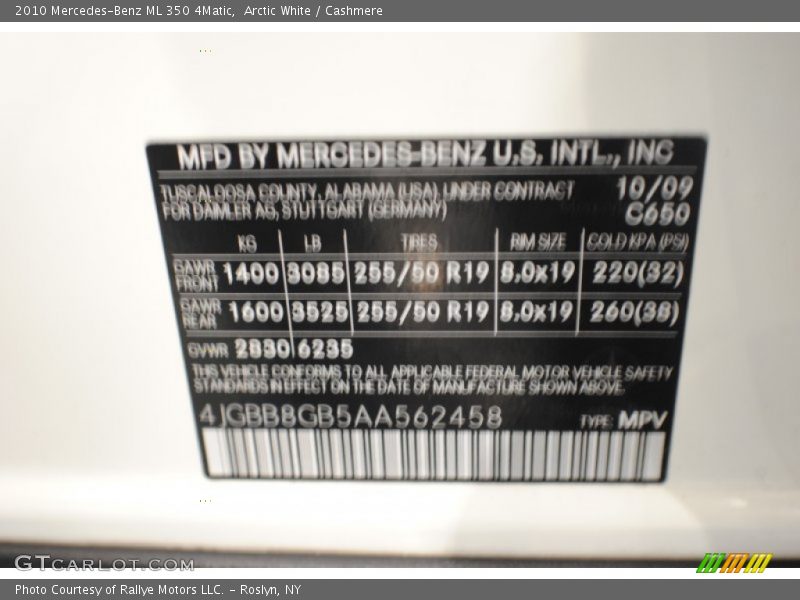 2010 Mercedes-Benz ML 350 4Matic,  Arctic White / Cashmere
MFD BY MERCEDES-BENZ U.S. INTL., INC
TUSCALOOSA COUNTY, ALABAMA (USA), UNDER CONTRACT 10/09
FOR DAIMLER AG, STUTTGART (GERMANY) C650
KG LB TIRES RIM SIZE COLD KPA (PSI)
GAWR FRONT 1400 3085 255/50 R19 8.0x19 220(32)
GAWR REAR 1600 3525 255/50 R19 8.0x19 260(38)
GVWR 2830 6235
THIS VEHICLE CONFORMS TO ALL APPLICABLE FEDERAL MOTOR VEHICLE SAFETY
STANDARDS IN EFFECT ON THE DATE OF MANUFACTURE SHOWN ABOVE.
4JGBB8GB5AA562458 TYPE: MPV
GTCARLOT.COM
Photo Courtesy of Rallye Motors LLC. - Roslyn, NY